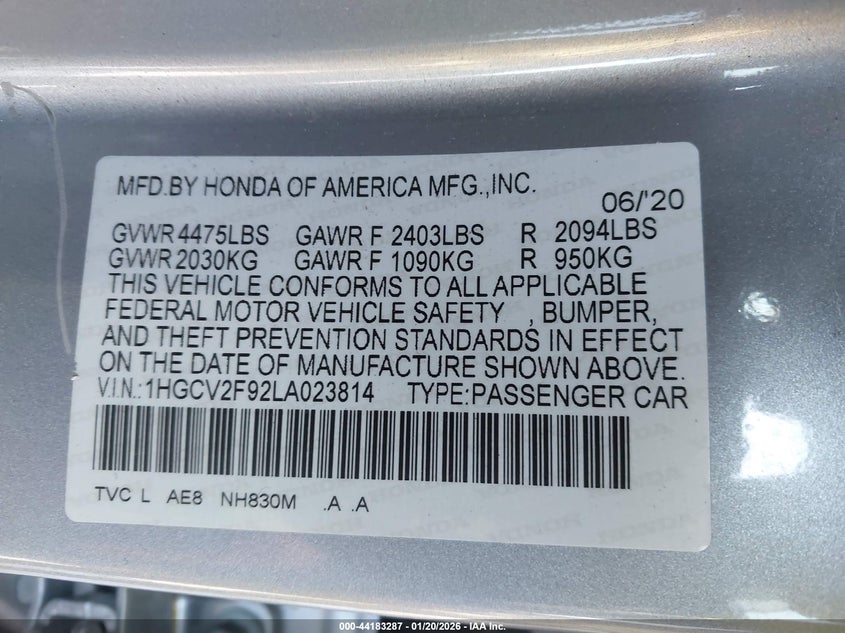 MFD.BY HONDA OF AMERICA MFG.,INC.
06/'20
GVWR 4475LBS GAWR F 2403LBS R 2094LBS
GVWR 2030KG GAWR F 1090KG R 950KG
THIS VEHICLE CONFORMS TO ALL APPLICABLE
FEDERAL MOTOR VEHICLE SAFETY , BUMPER,
AND THEFT PREVENTION STANDARDS IN EFFECT
ON THE DATE OF MANUFACTURE SHOWN ABOVE.
V.I.N.:1HGCV2F92LA023814 TYPE:PASSENGER CAR
TVC L AE8 NH830M .A .A
000-44183287 - 01/20/2026 - IAA Inc.